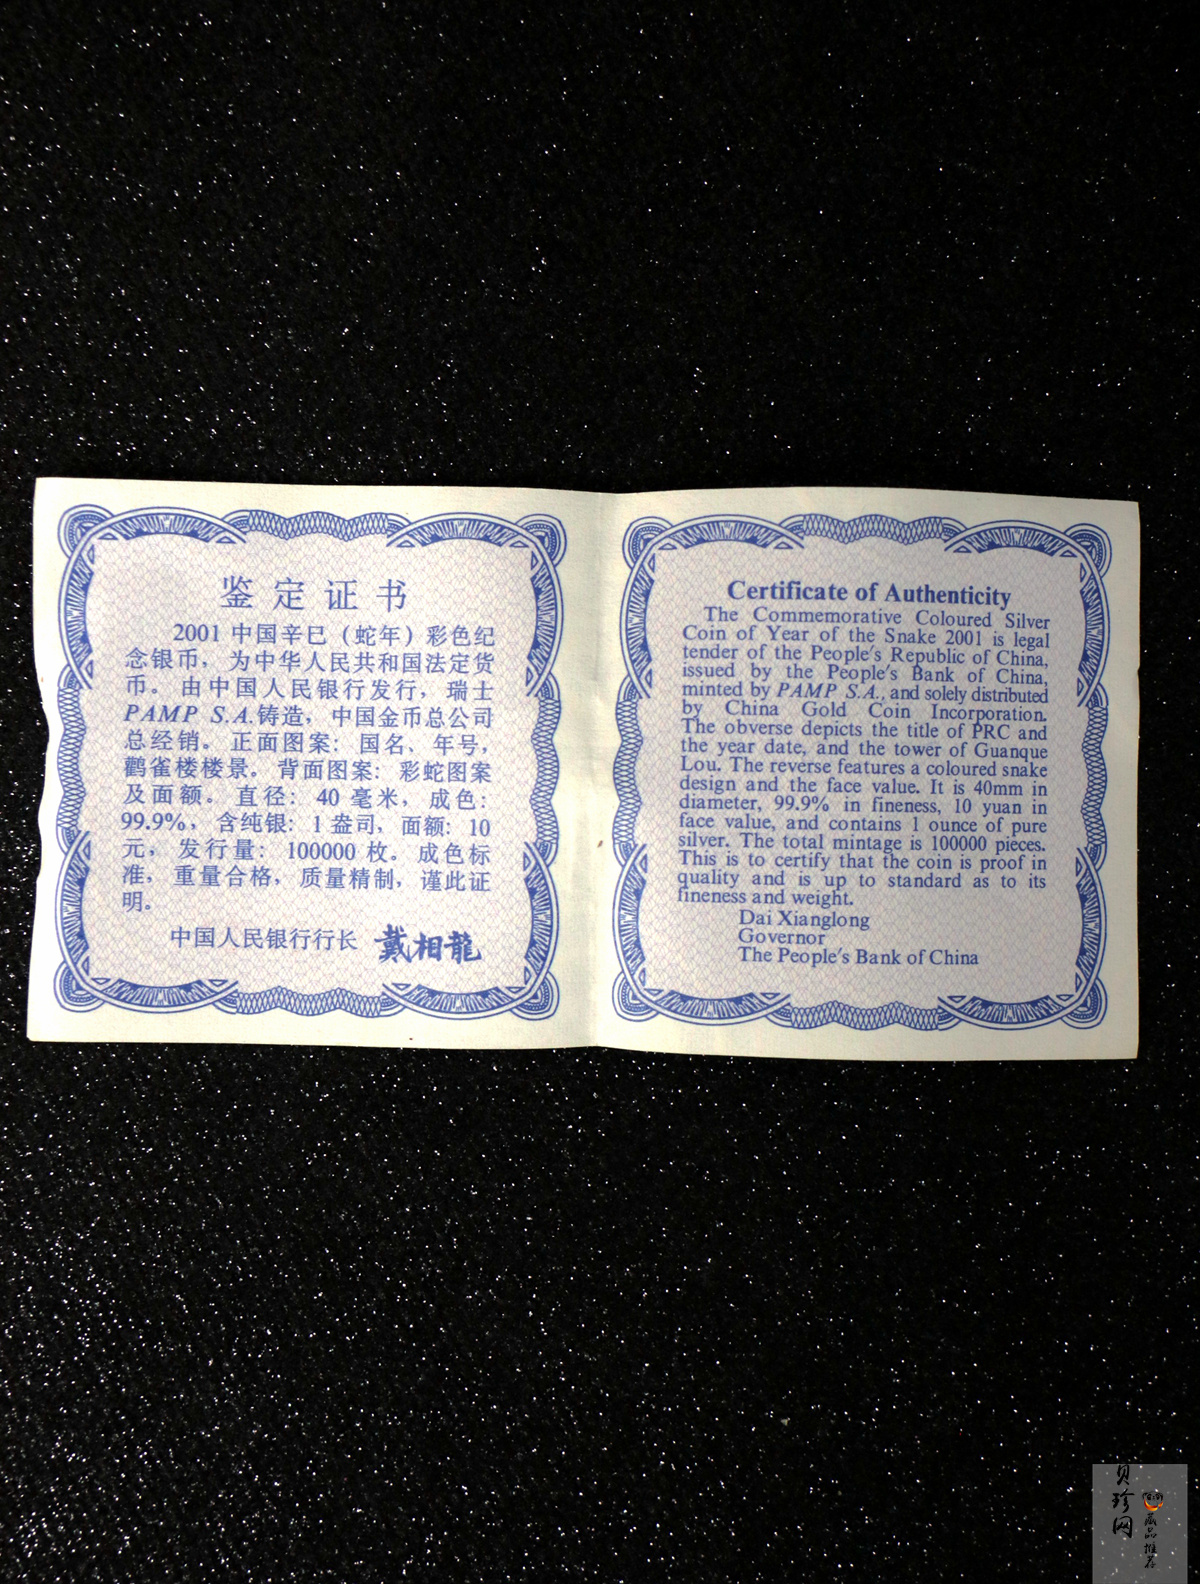 鉴定证书
2001 中国辛巳（蛇年）彩色纪
念银币，为中华人民共和国法定货
币。由中国人民银行发行，瑞士
PAMP S.A.铸造，中国金币总公司
总经销。正面图案：国名、年号，
鹳雀楼楼景。背面图案：彩蛇图案
及面额。直径：40 毫米，成色：
99.9%，含纯银：1 盎司，面额：10
元，发行量：100000 枚。成色标
准，重量合格，质量精制，谨此证
明。
中国人民银行行长 戴相龍
Certificate of Authenticity
The Commemorative Coloured Silver
Coin of Year of the Snake 2001 is legal
tender of the People's Republic of China,
issued by the People's Bank of China,
minted by PAMP S.A., and solely distributed
by China Gold Coin Incorporation.
The obverse depicts the title of PRC and
the year date, and the tower of Guanque
Lou. The reverse features a coloured snake
design and the face value. It is 40mm in
diameter, 99.9% in fineness, 10 yuan in
face value, and contains 1 ounce of pure
silver. The total mintage is 100000 pieces.
This is to certify that the coin is proof in
quality and is up to standard as to its
fineness and weight.
Dai Xianglong
Governor
The People's Bank of China
贝珍网
藏品推荐